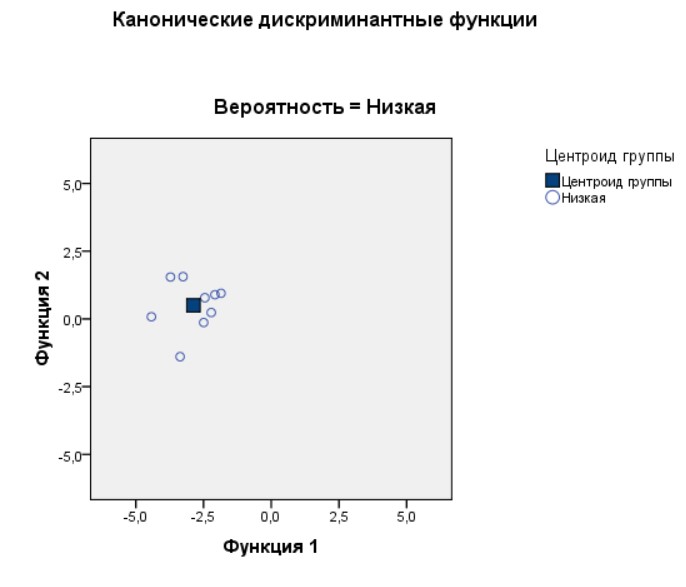 Канонические дискриминантные функции
Вероятность = Низкая
Центроид группы
Центроид группы
Низкая
Функция 2
5,0
2,5
0,0
-2,5
-5,0
-5,0 -2,5 0,0 2,5 5,0
Функция 1